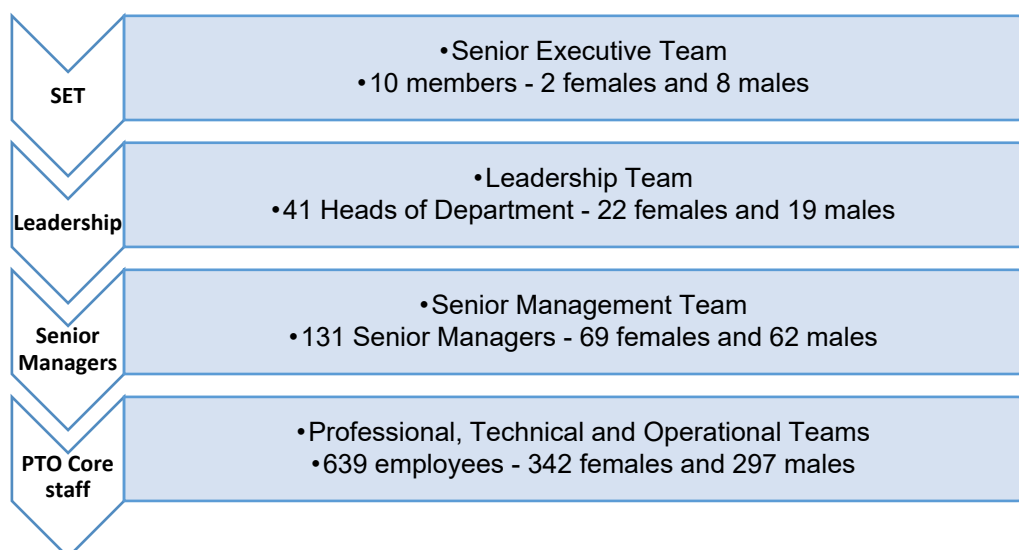 SET
•Senior Executive Team
•10 members - 2 females and 8 males
Leadership
•Leadership Team
•41 Heads of Department - 22 females and 19 males
Senior
Managers
•Senior Management Team
•131 Senior Managers - 69 females and 62 males
PTO Core
staff
•Professional, Technical and Operational Teams
•639 employees - 342 females and 297 males